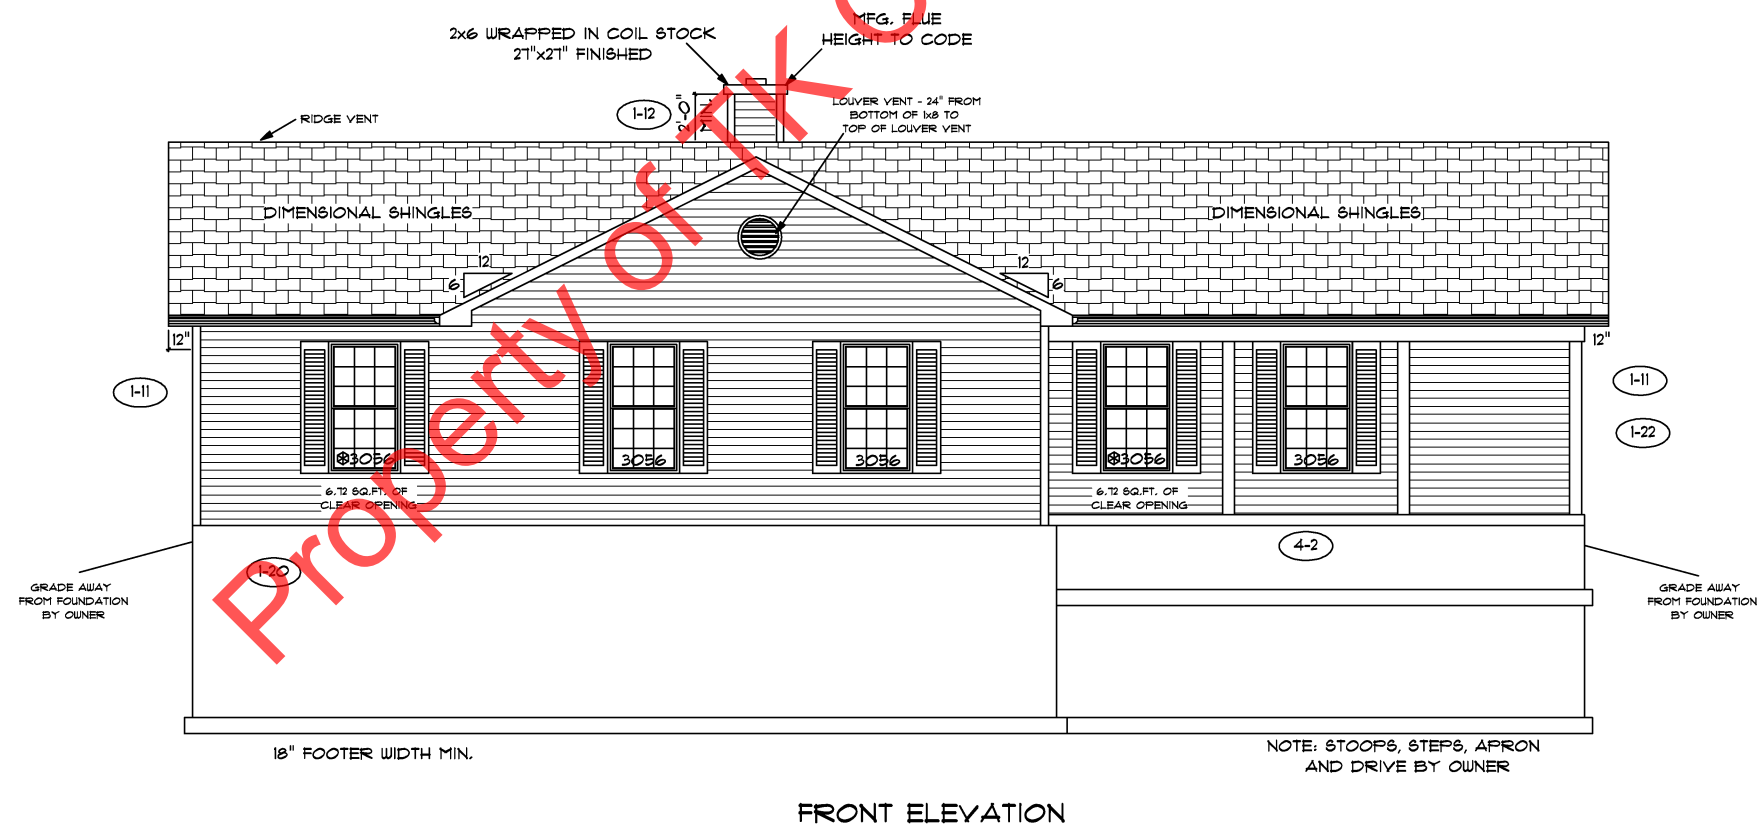 2x6 WRAPPED IN COIL STOCK
27"x27" FINISHED
MFG. FLUE
HEIGHT TO CODE
1-12
2'-0"
MIN.
LOUVER VENT - 24" FROM
BOTTOM OF 1x8 TO
TOP OF LOUVER VENT
RIDGE VENT
DIMENSIONAL SHINGLES
DIMENSIONAL SHINGLES
12
6
12
6
12"
12"
1-11
1-11
1-22
3056
3056
3056
3056
3056
6.72 SQ.FT. OF
CLEAR OPENING
6.72 SQ.FT. OF
CLEAR OPENING
1-20
4-2
GRADE AWAY
FROM FOUNDATION
BY OWNER
GRADE AWAY
FROM FOUNDATION
BY OWNER
18" FOOTER WIDTH MIN.
NOTE: STOOPS, STEPS, APRON
AND DRIVE BY OWNER
FRONT ELEVATION
Property of TK